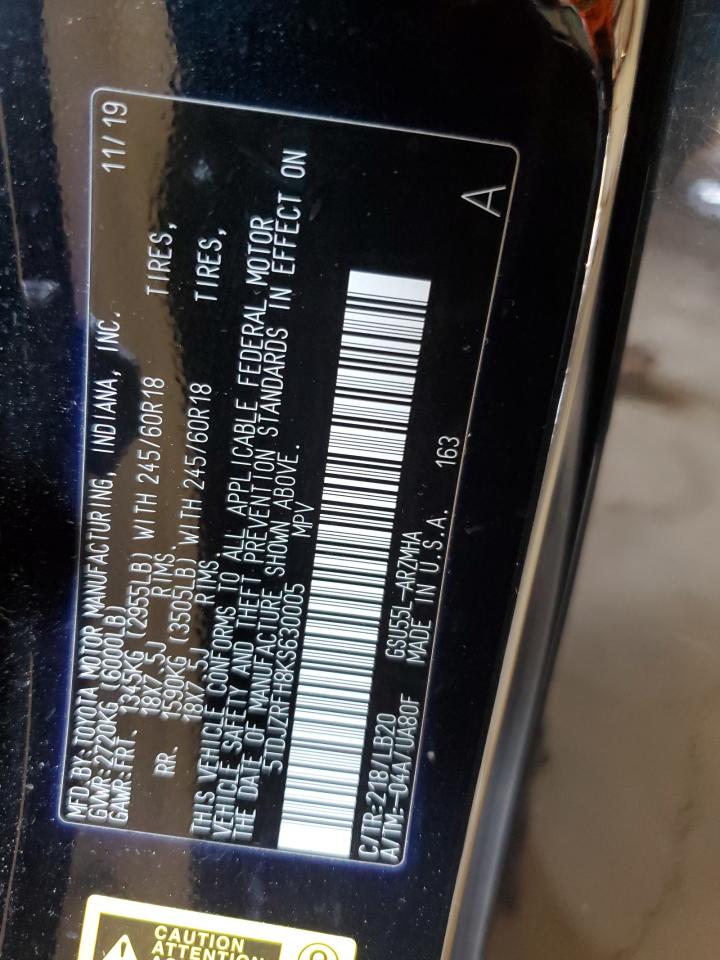 MFD.BY:TOYOTA MOTOR MANUFACTURING, INDIANA, INC. 11/19
GVWR:2720KG (6000LB)
GAWR:FRT. 1345KG (2955LB) WITH 245/60R18 TIRES,
18X7.5J RIMS.
RR. 1590KG (3505LB) WITH 245/60R18 TIRES,
18X7.5J RIMS.
THIS VEHICLE CONFORMS TO ALL APPLICABLE FEDERAL MOTOR
VEHICLE SAFETY AND THEFT PREVENTION STANDARDS IN EFFECT ON
THE DATE OF MANUFACTURE SHOWN ABOVE.
5TDJZRFH8KS630005 MPV
C/TR:218/LB20 GSU55L-ARZMHA
A/TM-04A/UA80F MADE IN U.S.A. 163 A
CAUTION
ATTENTION